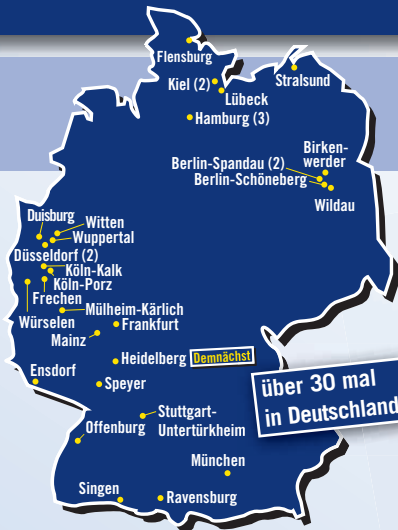 Flensburg
Kiel (2)
Stralsund
Lübeck
Hamburg (3)
Birken-
werder
Berlin-Spandau (2)
Berlin-Schöneberg
Wildau
Duisburg
Witten
Wuppertal
Düsseldorf (2)
Köln-Kalk
Köln-Porz
Frechen
Mülheim-Kärlich
Würselen
Frankfurt
Mainz
Heidelberg Demnächst
Ensdorf
Speyer
über 30 mal
in Deutschland
Stuttgart-
Untertürkheim
Offenburg
München
Singen
Ravensburg